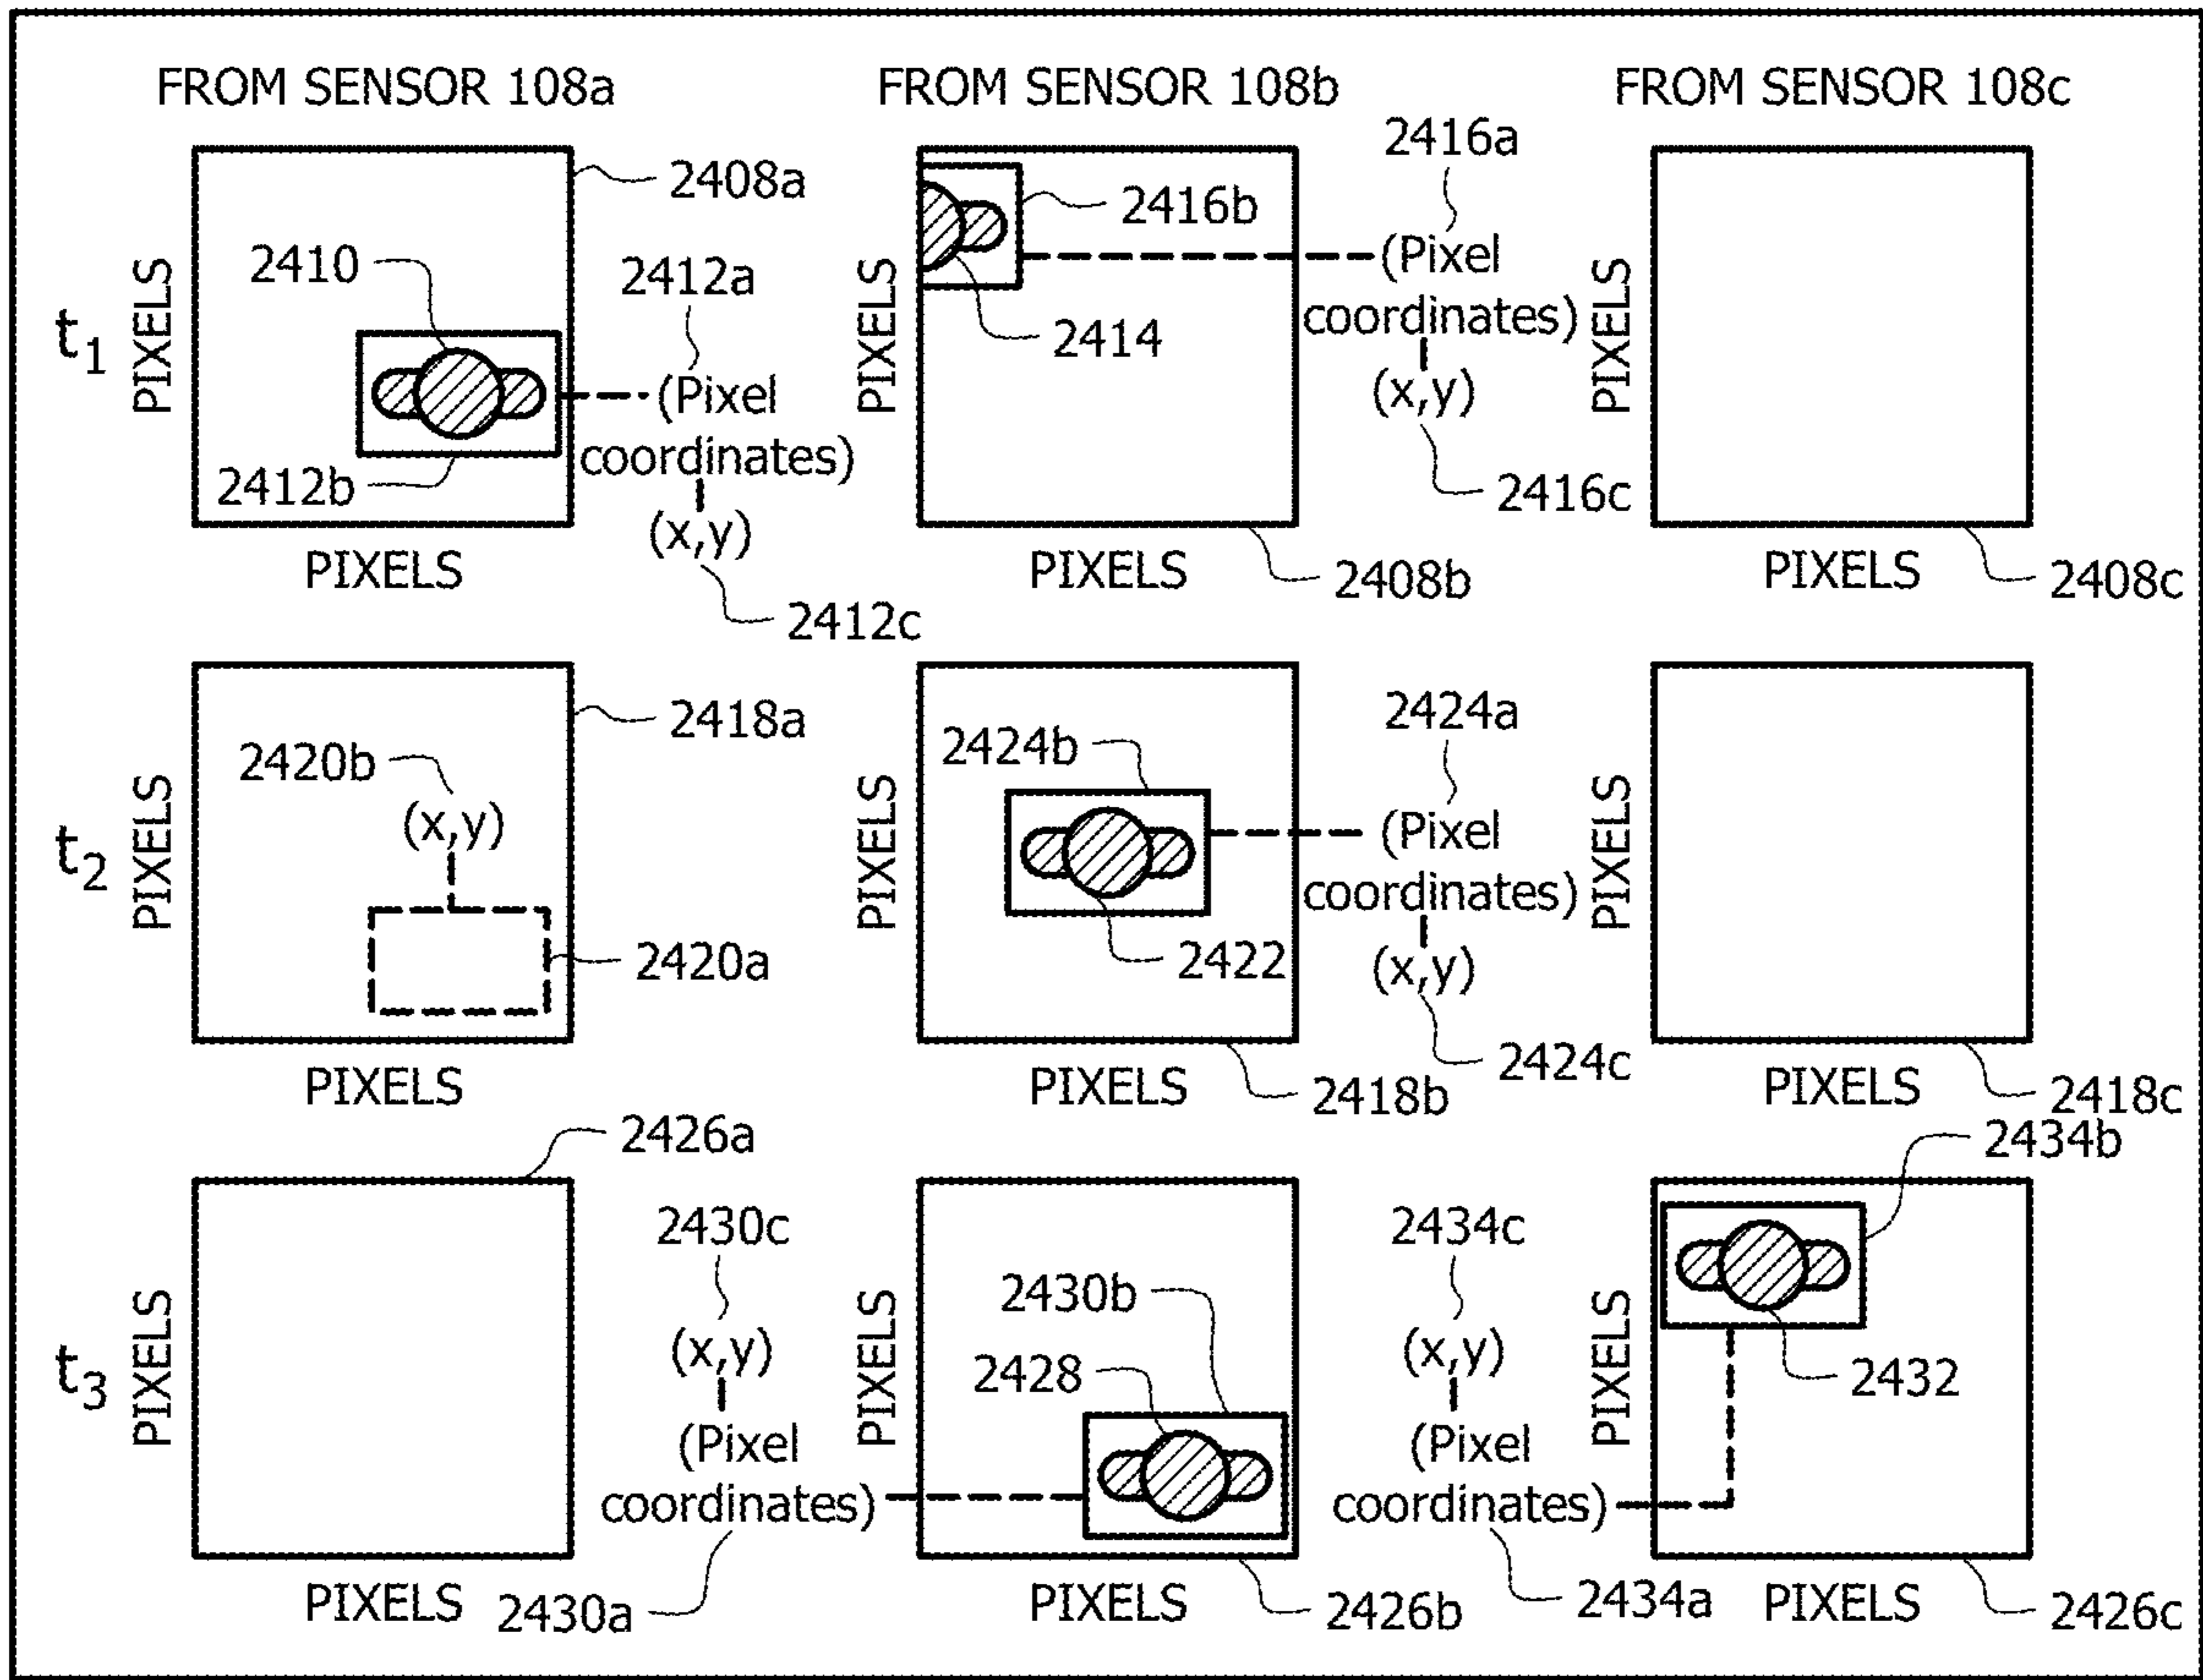 FROM SENSOR 108a
FROM SENSOR 108b
FROM SENSOR 108c
t1
PIXELS
2408a
2410
2412a
(Pixel
coordinates)
(x,y)
2412b
2412c
PIXELS
PIXELS
2416a
2416b
(Pixel
coordinates)
(x,y)
2414
2416c
PIXELS
2408b
PIXELS
PIXELS
2408c
t2
PIXELS
2418a
2420b
(x,y)
2420a
PIXELS
PIXELS
2424a
2424b
(Pixel
coordinates)
(x,y)
2422
2424c
PIXELS
2418b
PIXELS
PIXELS
2418c
t3
PIXELS
2426a
PIXELS
2430c
(x,y)
(Pixel
coordinates)
2430a
PIXELS
2430b
2428
PIXELS
2426b
2434c
(x,y)
(Pixel
coordinates)
2434a
PIXELS
2434b
2432
PIXELS
2426c